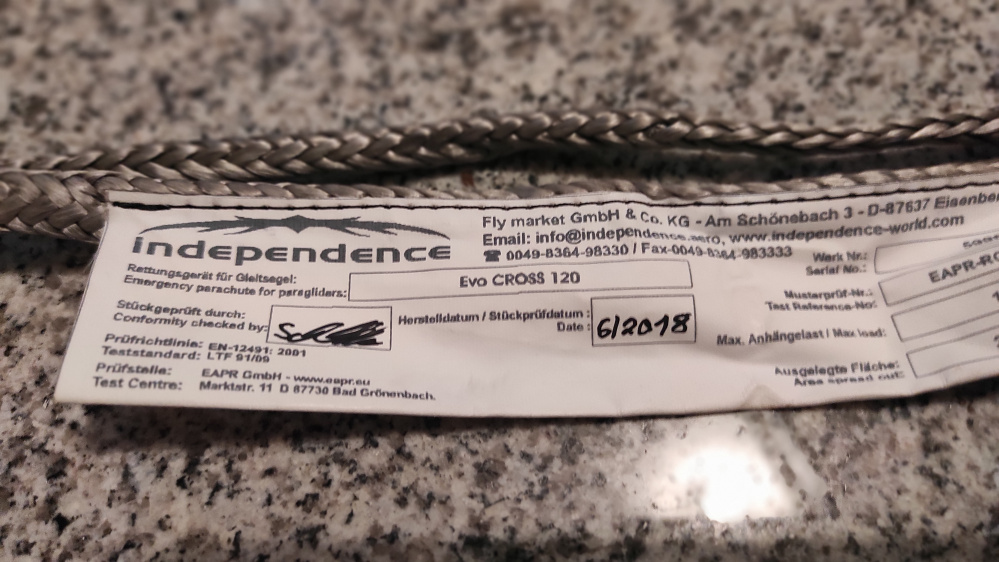 independence
Fly market GmbH & Co. KG - Am Schönebach 3 - D-87637 Eisenbe
Email: info@independence.aero, www.independence-world.com
☎ 0049-8364-98330 / Fax-0049-8364-983333
Rettungsgerät für Gleitsegel:
Emergency parachute for paragliders:
Evo CROSS 120
Stückgeprüft durch:
Conformity checked by:
Herstelldatum / Stückprüfdatum :
Date :
6/2018
Prüfrichtlinie: EN-12491: 2001
Teststandard: LTF 91/09
Prüfstelle: EAPR GmbH - www.eapr.eu
Test Centre: Marktstr. 11 D 87730 Bad Grönenbach.
Werk Nr.:
Serial No.:
Musterprüf-Nr.:
Test Reference-No:
EAPR-R
Max. Anhängelast / Max load:
Ausgelegte Fläche:
Area spread out: